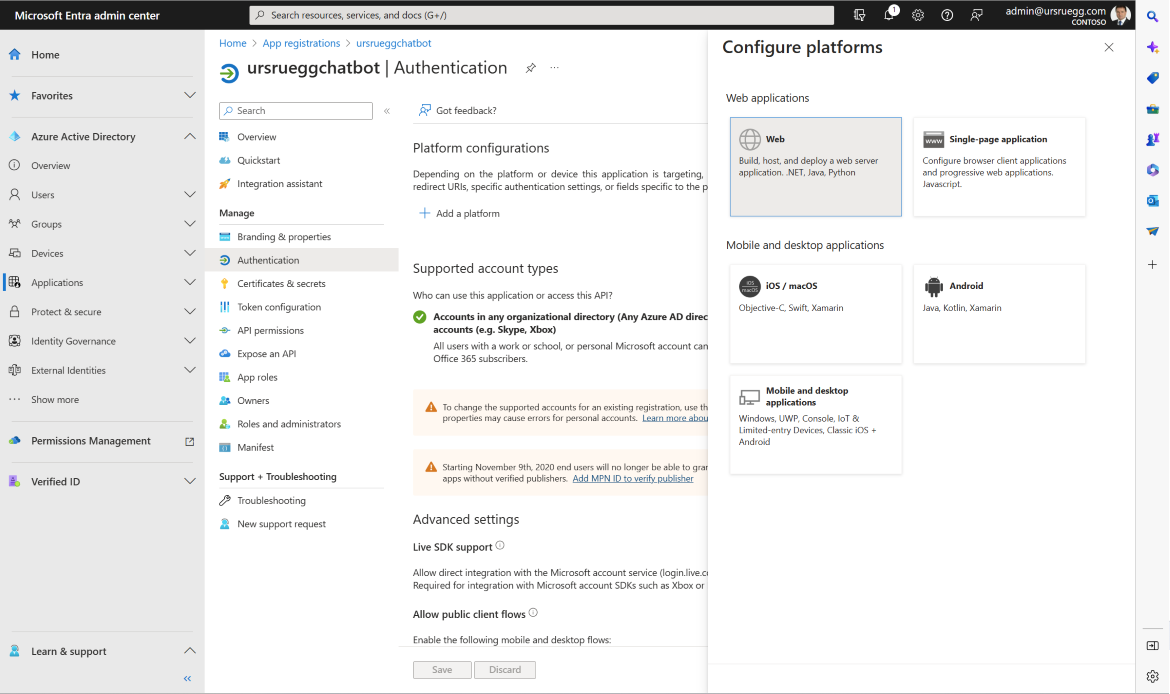 Microsoft Entra admin center
Search resources, services, and docs (G+/)
1
admin@ursruegg.com
CONTOSO
Home
Favorites
Azure Active Directory
Overview
Users
Groups
Devices
Applications
Protect & secure
Identity Governance
External Identities
Show more
Permissions Management
Verified ID
Learn & support
Home > App registrations > ursrueggchatbot
ursrueggchatbot | Authentication
Search
Overview
Quickstart
Integration assistant
Manage
Branding & properties
Authentication
Certificates & secrets
Token configuration
API permissions
Expose an API
App roles
Owners
Roles and administrators
Manifest
Support + Troubleshooting
Troubleshooting
New support request
Got feedback?
Platform configurations
Depending on the platform or device this application is targeting,
redirect URIs, specific authentication settings, or fields specific to the p
Add a platform
Supported account types
Who can use this application or access this API?
Accounts in any organizational directory (Any Azure AD direc
accounts (e.g. Skype, Xbox)
All users with a work or school, or personal Microsoft account can
Office 365 subscribers.
To change the supported accounts for an existing registration, use th
properties may cause errors for personal accounts. Learn more abou
Starting November 9th, 2020 end users will no longer be able to gran
apps without verified publishers. Add MPN ID to verify publisher
Advanced settings
Live SDK support
Allow direct integration with the Microsoft account service (login.live.co
Required for integration with Microsoft account SDKs such as Xbox or
Allow public client flows
Enable the following mobile and desktop flows:
Save
Discard
Configure platforms
Web applications
Web
Build, host, and deploy a web server
application. .NET, Java, Python
www
Single-page application
Configure browser client applications
and progressive web applications.
Javascript.
Mobile and desktop applications
iOS
macOS
iOS / macOS
Objective-C, Swift, Xamarin
Android
Java, Kotlin, Xamarin
Mobile and desktop
applications
Windows, UWP, Console, IoT &
Limited-entry Devices, Classic iOS +
Android